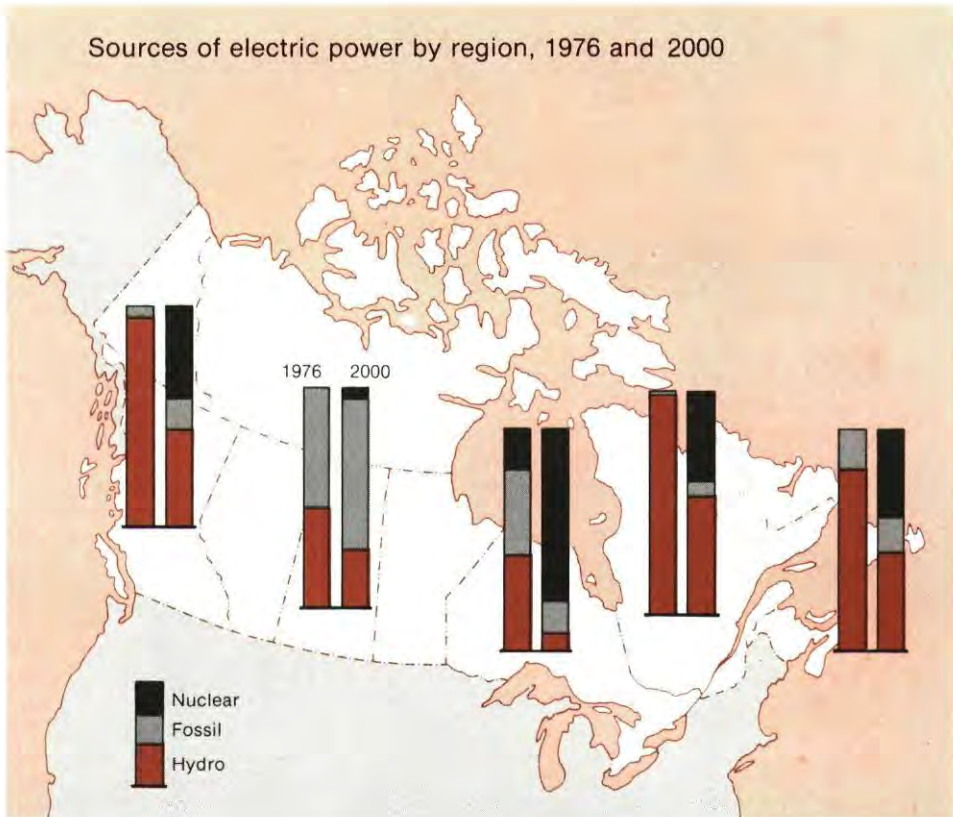 Sources of electric power by region, 1976 and 2000
1976 2000
Nuclear
Fossil
Hydro